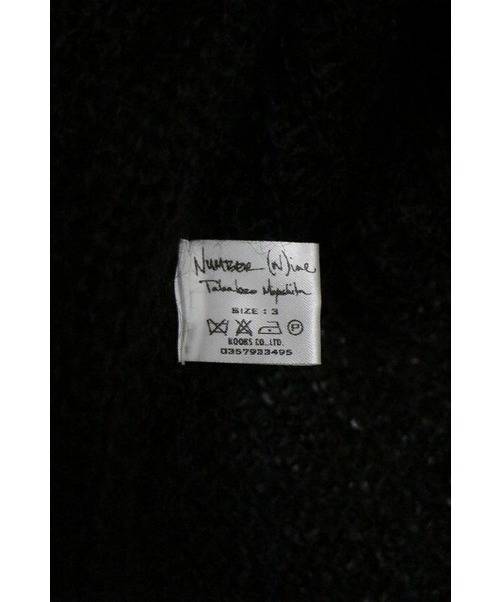 NUMBER (N)ine
Takahiro Miyashita
SIZE : 3
P
KOOKS CO.,LTD.
0357933495